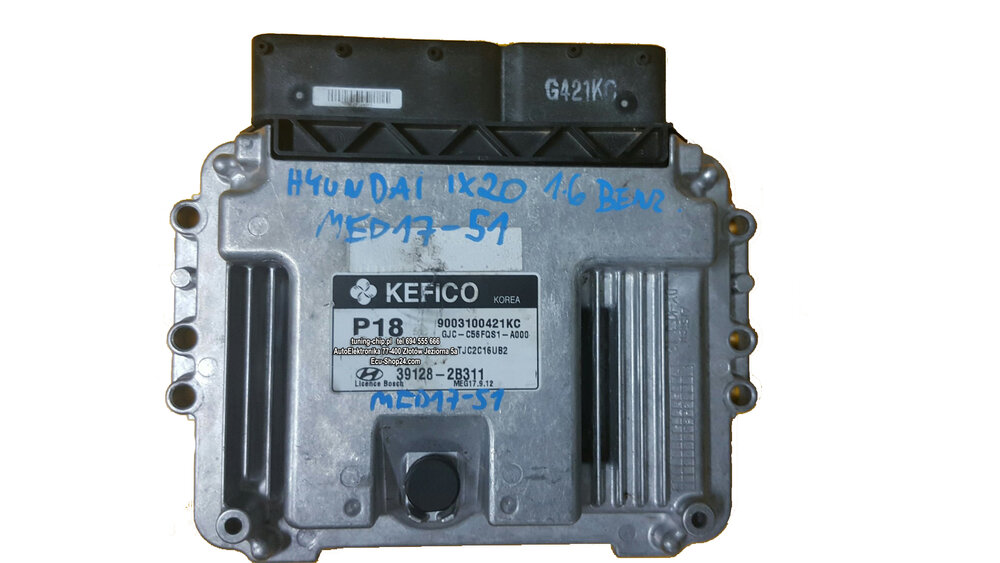 G421KC
HYUNDAI IX20 1.6 BENZ
MED17-51
KEFICO KOREA
P18 9003100421KC
GJC-C56FQS1-A000
tuning-chip.pl tel 694 555 666
TJC2C16UB2
AutoElektronika 77-400 Złotów Jeziorna 5a
Ecu-Shop24.com
39128-2B311
Licence Bosch MEG17.9.12
MED17-51